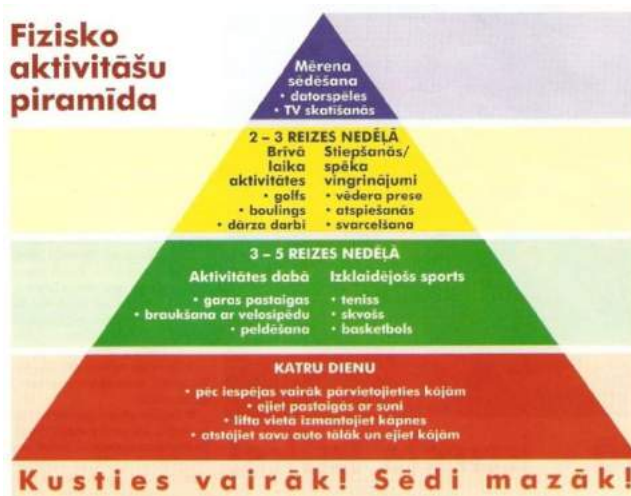 Fizisko
aktivitāšu
piramīda
Mērena
sēdēšana
• datorspēles
• TV skatīšanās
2 – 3 REIZES NEDĒĻĀ
Brīvā
laika
aktivitātes
• golfs
• boulings
• dārza darbi
Stiepšanās/
spēka
vingrinājumi
• vēdera prese
• atspiešanās
• svarcelšana
3 – 5 REIZES NEDĒĻĀ
Aktivitātes dabā
• garas pastaigas
• braukšana ar velosipēdu
• peldēšana
Izklaidējošs sports
• teniss
• skvošs
• basketbols
KATRU DIENU
• pēc iespējas vairāk pārvietojieties kājām
• ejiet pastaigās ar suni
• lifta vietā izmantojiet kāpnes
• atstājiet savu auto tālāk un ejiet kājām
Kusties vairāk! Sēdi mazāk!